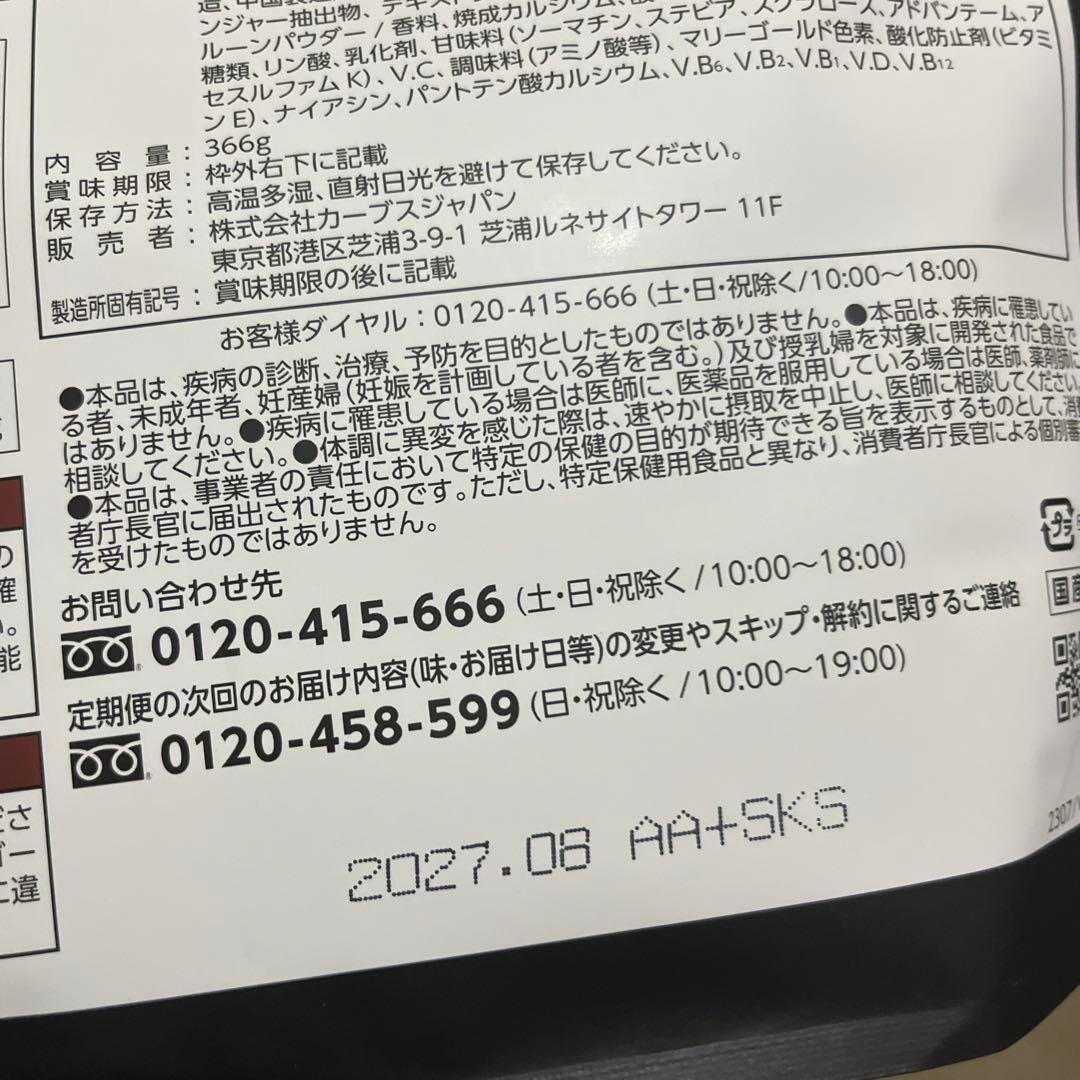 ンジャー抽出物、デキスト
ルーンパウダー / 香料、焼成カルシウム、
糖類、リン酸、乳化剤、甘味料(ソーマチン、ステビア、スクラロース、アドバンテーム、ア
セスルファムK)、V.C、調味料(アミノ酸等)、マリーゴールド色素、酸化防止剤(ビタミ
ンE)、ナイアシン、パントテン酸カルシウム、V.B6、V.B2、V.B1、V.D、V.B12
内容量：366g
賞味期限：枠外右下に記載
保存方法：高温多湿、直射日光を避けて保存してください。
販売者：株式会社カーブスジャパン
東京都港区芝浦3-9-1 芝浦ルネサイトタワー 11F
製造所固有記号：賞味期限の後に記載
お客様ダイヤル：0120-415-666 (土・日・祝除く/10:00～18:00)
●本品は、疾病の診断、治療、予防を目的としたものではありません。●本品は、疾病に罹患してい
る者、未成年者、妊産婦(妊娠を計画している者を含む。)及び授乳婦を対象に開発された食品で
はありません。●疾病に罹患している場合は医師に、医薬品を服用している場合は医師、薬剤師に
相談してください。●体調に異変を感じた際は、速やかに摂取を中止し、医師に相談してください。
●本品は、事業者の責任において特定の保健の目的が期待できる旨を表示するものとして、消費
者庁長官に届出されたものです。ただし、特定保健用食品と異なり、消費者庁長官による個別審
を受けたものではありません。
お問い合わせ先
0120-415-666 (土・日・祝除く/10:00～18:00)
定期便の次回のお届け内容(味・お届け日等)の変更やスキップ・解約に関するご連絡
0120-458-599 (日・祝除く/10:00～19:00)
2027.08 AA+SKS
プラ
国産
2307/
の
確
い。
能
ださ
ゴー
に違